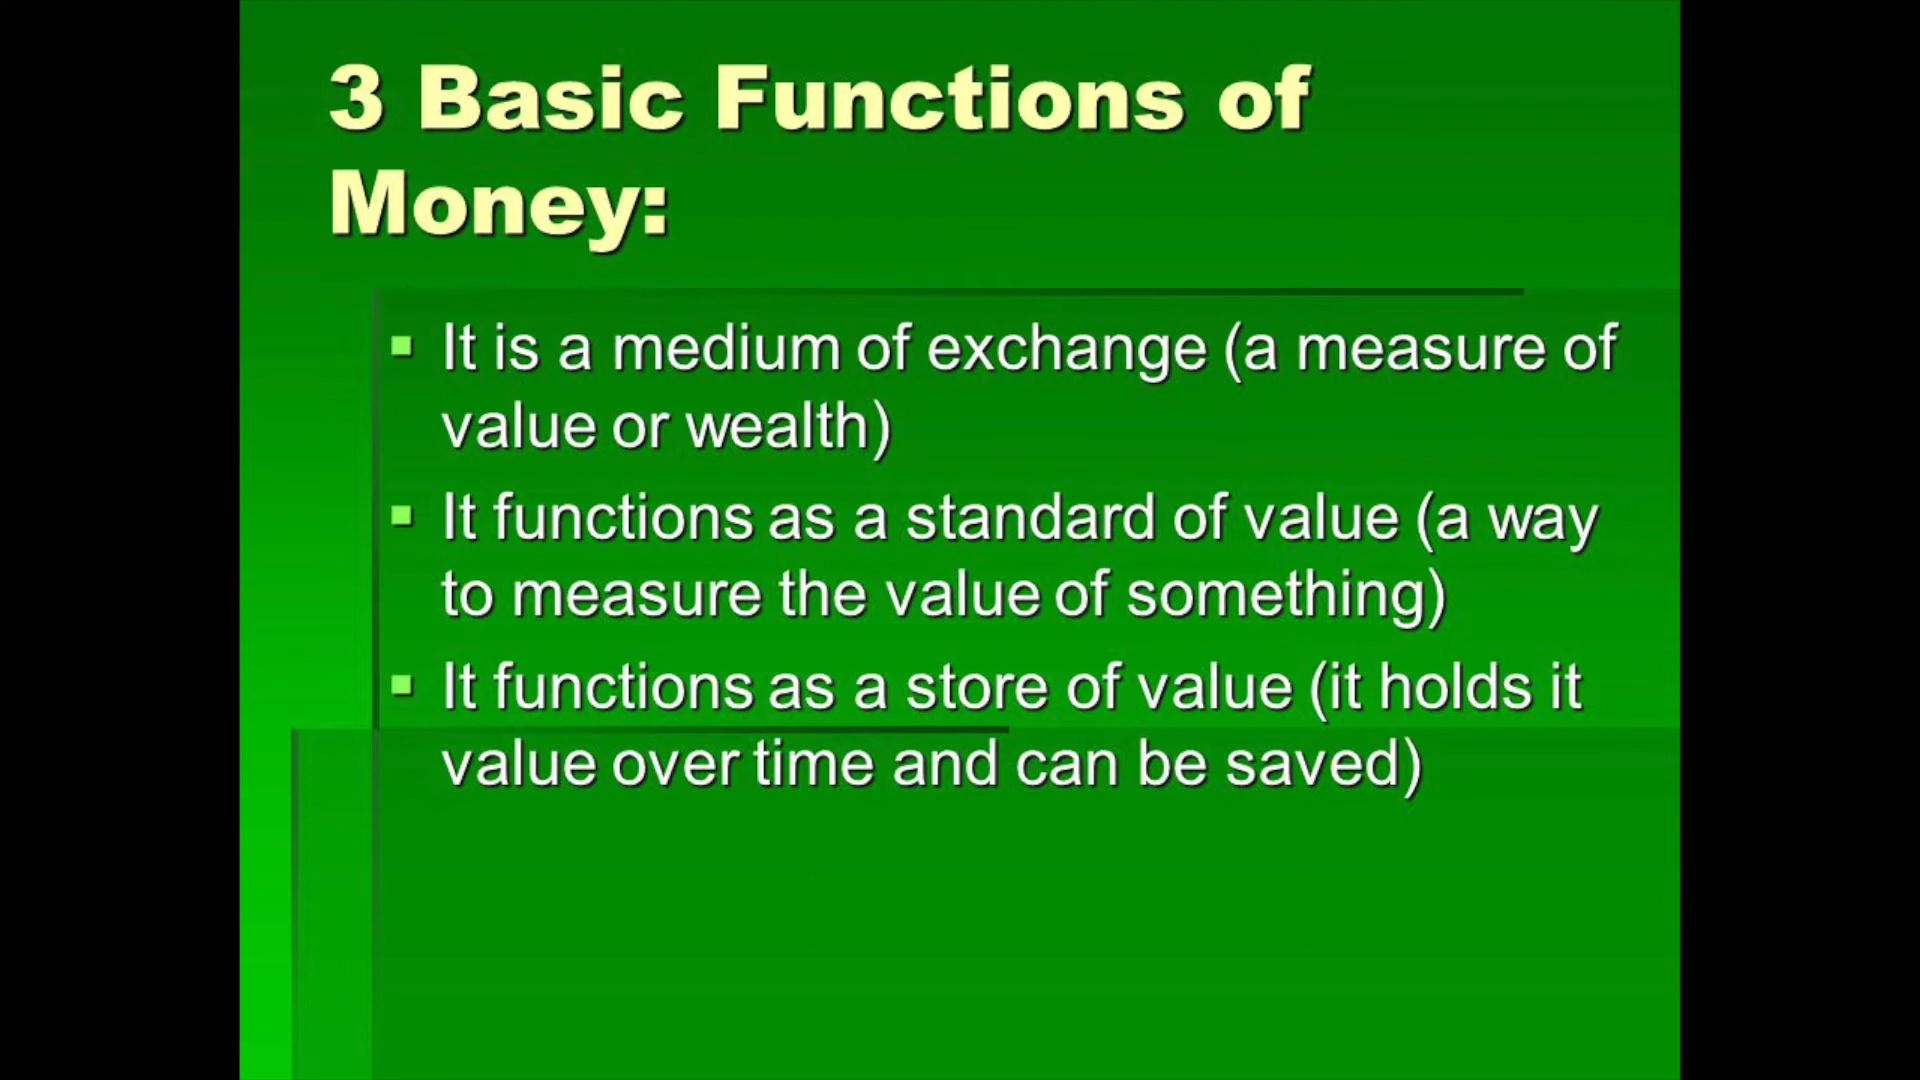 3 Basic Functions of
Money:
It is a medium of exchange (a measure of
value or wealth)
It functions as a standard of value (a way
to measure the value of something)
It functions as a store of value (it holds it
value over time and can be saved)